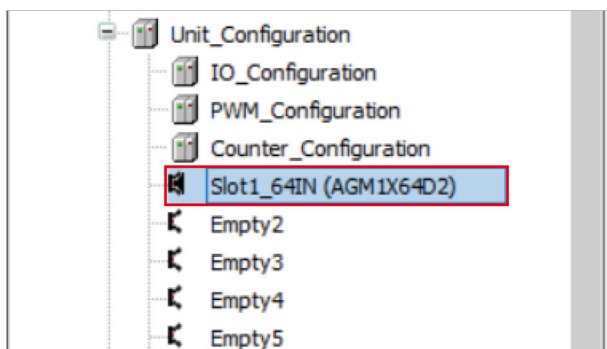 Unit_Configuration
IO_Configuration
PWM_Configuration
Counter_Configuration
Slot1_64IN (AGM1X64D2)
Empty2
Empty3
Empty4
Empty5